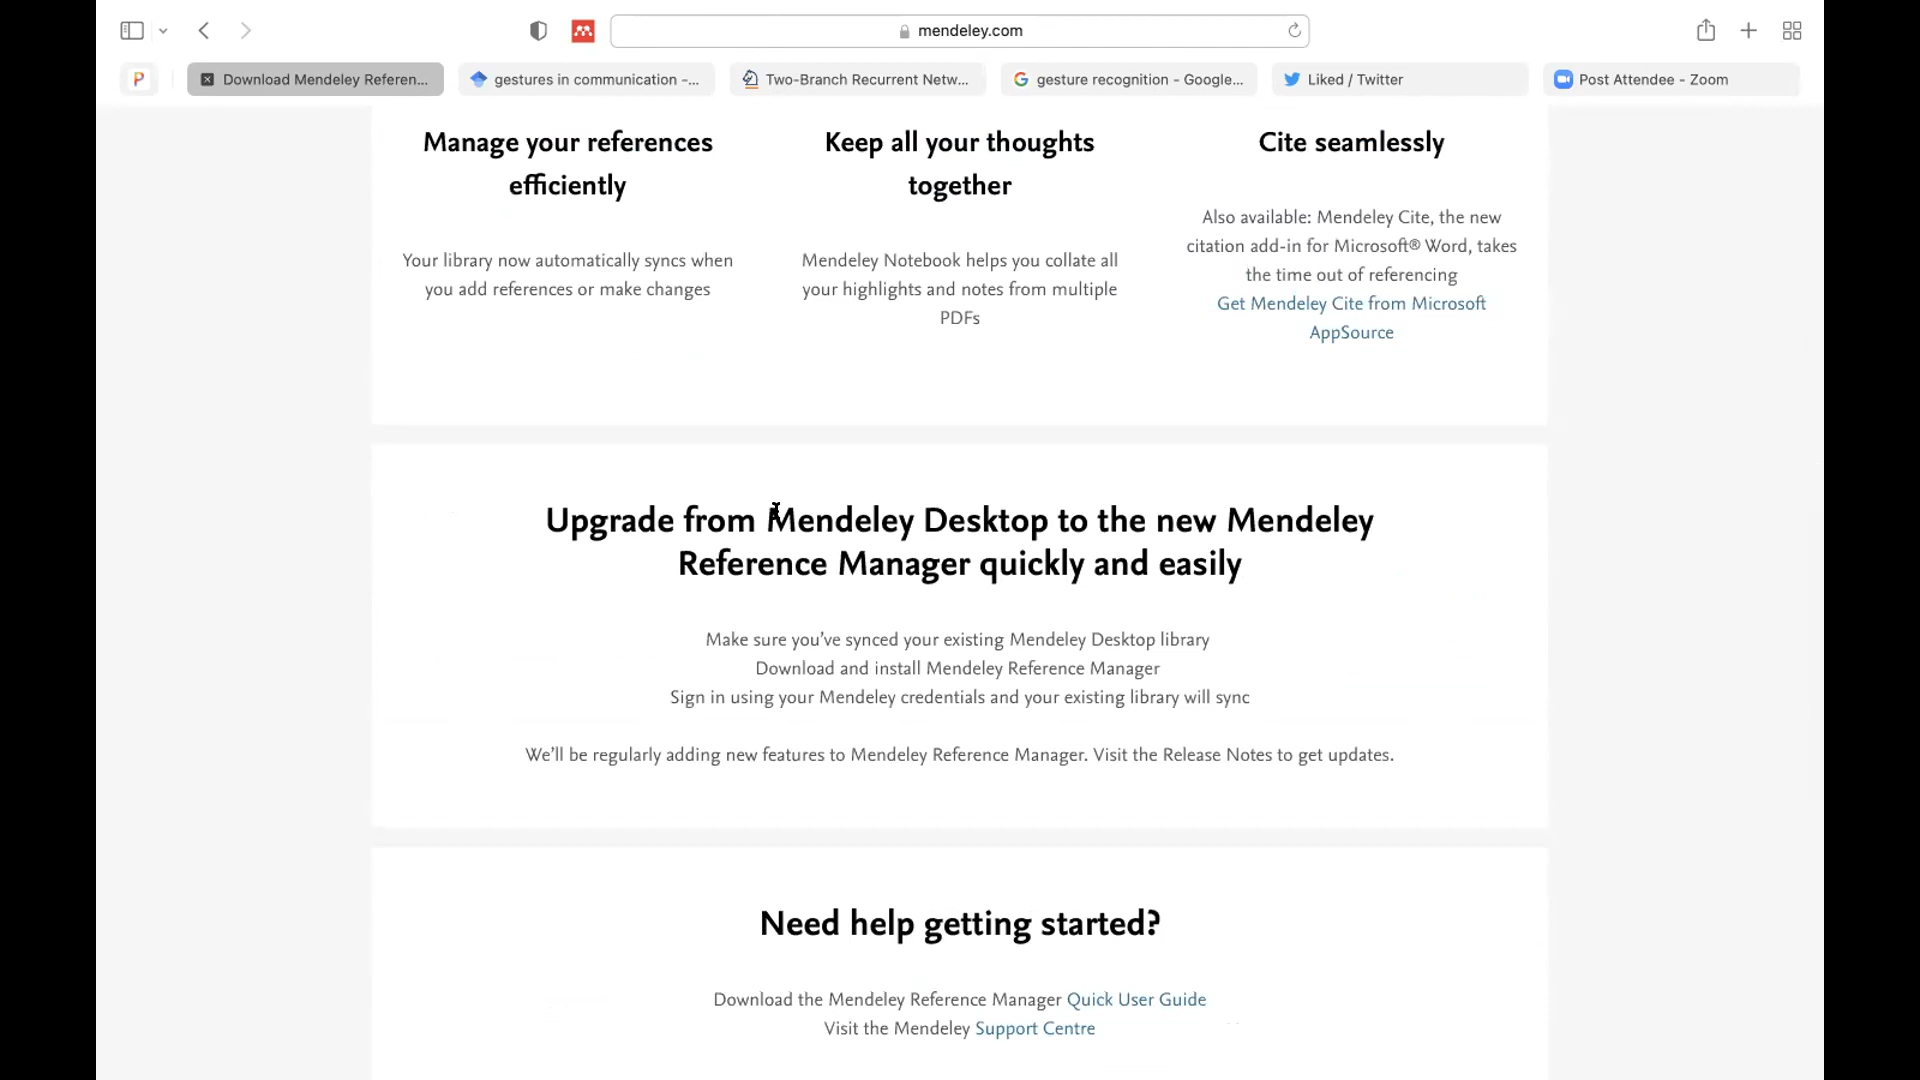 mendeley.com
P
Download Mendeley Referen...
gestures in communication -...
Two-Branch Recurrent Netw...
gesture recognition - Google...
Liked / Twitter
Post Attendee - Zoom
Manage your references
efficiently
Your library now automatically syncs when
you add references or make changes
Keep all your thoughts
together
Mendeley Notebook helps you collate all
your highlights and notes from multiple
PDFs
Cite seamlessly
Also available: Mendeley Cite, the new
citation add-in for Microsoft® Word, takes
the time out of referencing
Get Mendeley Cite from Microsoft
AppSource
Upgrade from Mendeley Desktop to the new Mendeley
Reference Manager quickly and easily
Make sure you've synced your existing Mendeley Desktop library
Download and install Mendeley Reference Manager
Sign in using your Mendeley credentials and your existing library will sync
We'll be regularly adding new features to Mendeley Reference Manager. Visit the Release Notes to get updates.
Need help getting started?
Download the Mendeley Reference Manager Quick User Guide
Visit the Mendeley Support Centre